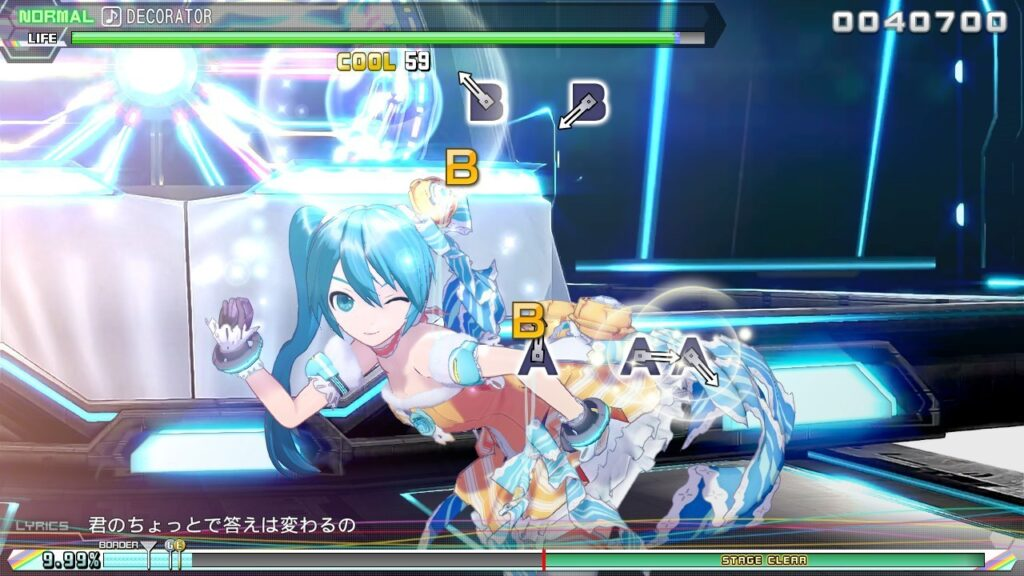 NORMAL DECORATOR
0040700
LIFE
COOL 59
B B
B
B
A A A
LYRICS 君のちょっとで答えは変わるの
BORDER G E
9.99%
STAGE CLEAR